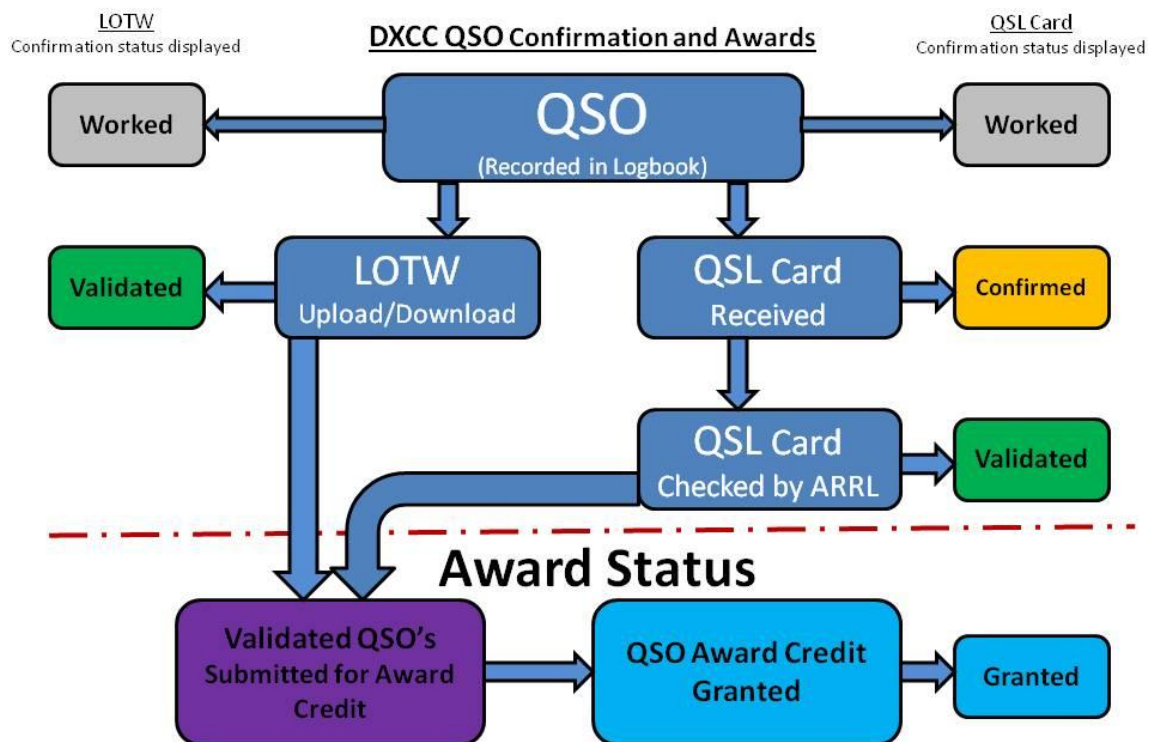 LOTW
Confirmation status displayed
DXCC QSO Confirmation and Awards
QSL Card
Confirmation status displayed
Worked
QSO
(Recorded in Logbook)
Worked
Validated
LOTW
Upload/Download
QSL Card
Received
Confirmed
QSL Card
Checked by ARRL
Validated
Award Status
Validated QSO's
Submitted for Award
Credit
QSO Award Credit
Granted
Granted